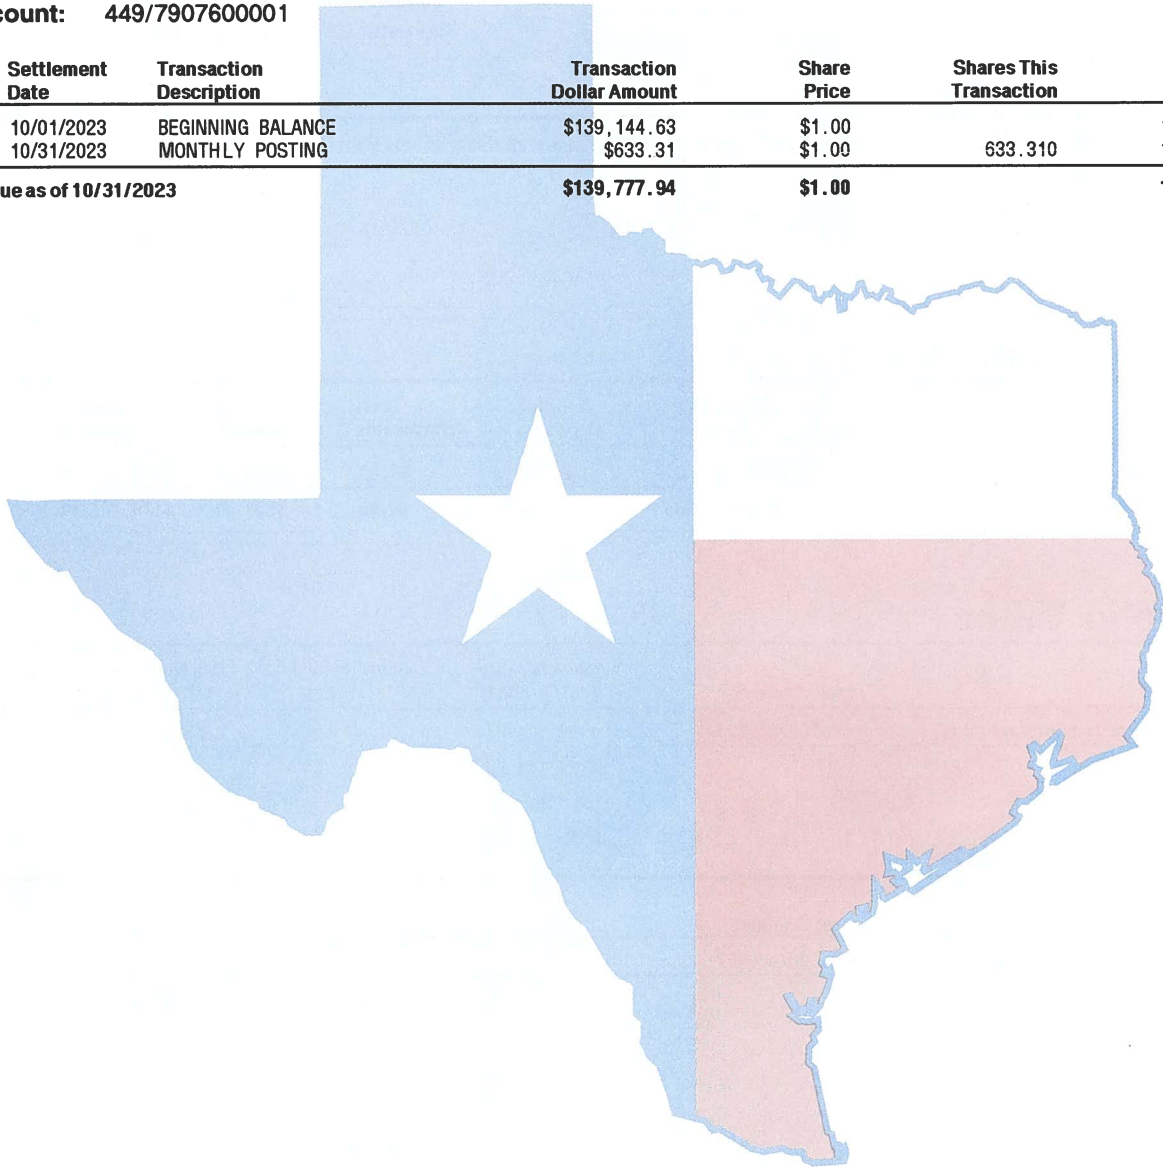 count: 449/7907600001
Settlement Transaction Transaction Share Shares This
Date Description Dollar Amount Price Transaction
10/01/2023 BEGINNING BALANCE $139,144.63 $1.00
10/31/2023 MONTHLY POSTING $633.31 $1.00 633.310
ue as of 10/31/2023 $139,777.94 $1.00